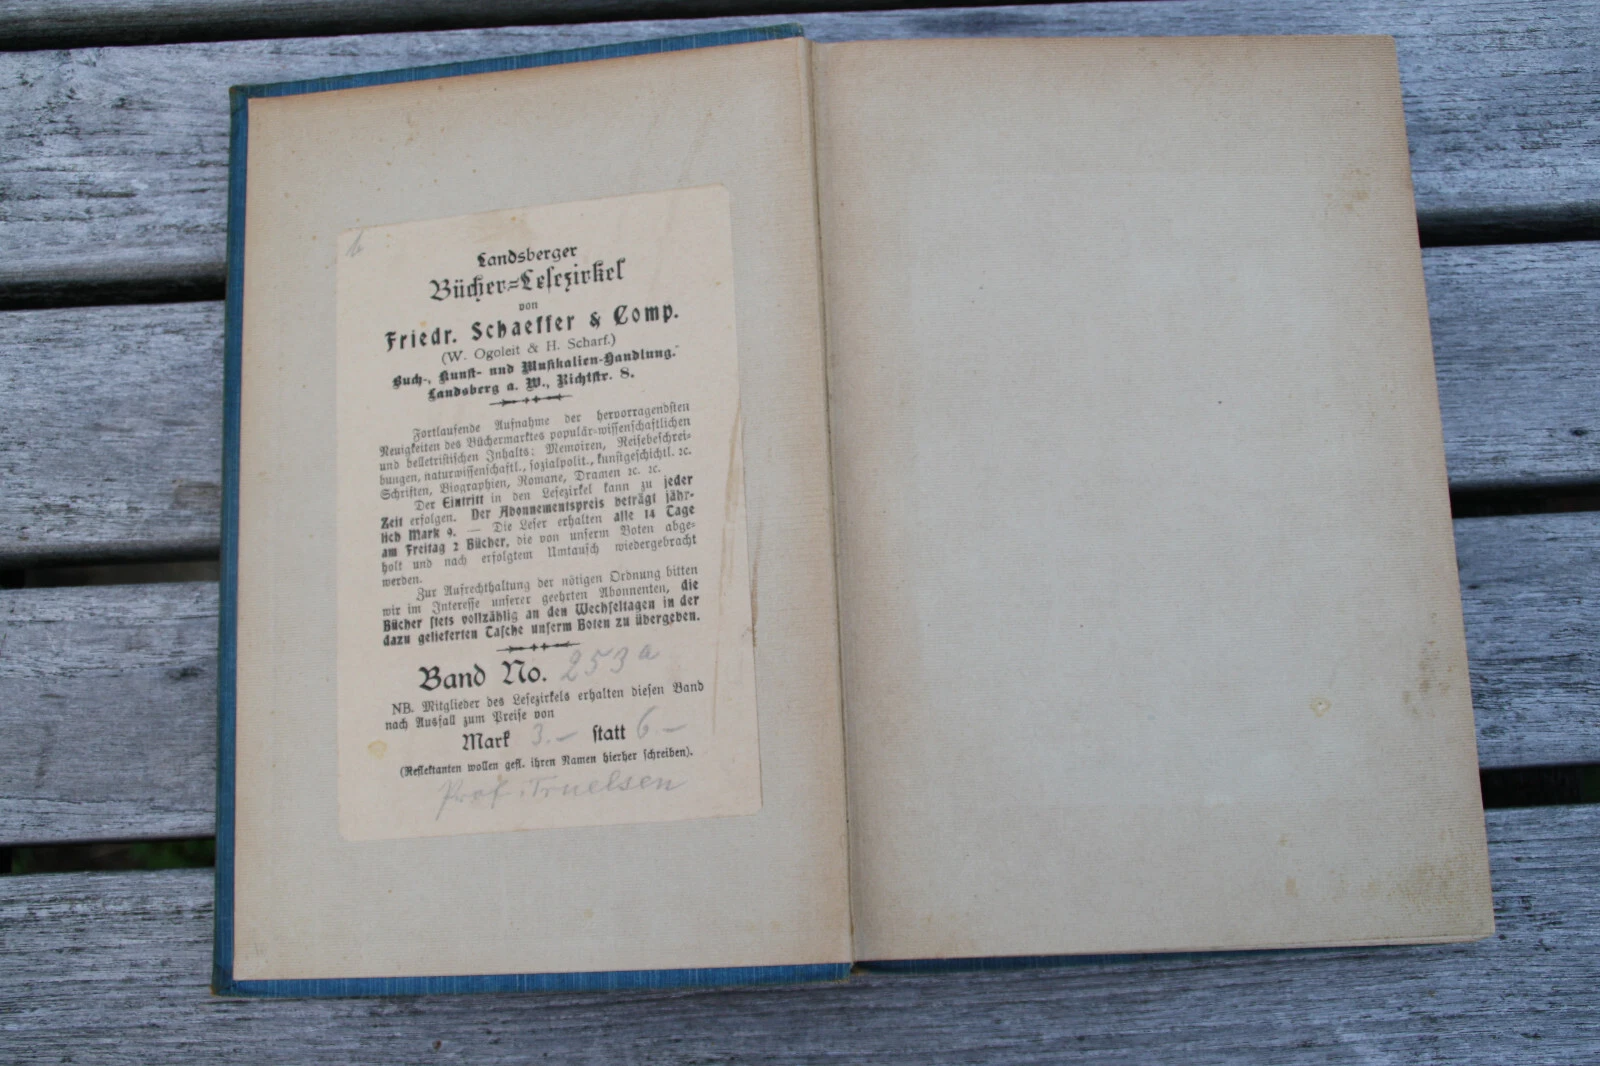 Landsberger
Bücher-Lesezirkel
von
Friedr. Schaeffer & Comp.
(W. Ogoleit & H. Scharf.)
Buch-, Kunst- und Musikalien-Handlung.
Landsberg a. W., Richtstr. 8.
Fortlaufende Aufnahme der hervorragendsten
Neuigkeiten des Büchermarktes populär-wissenschaftlichen
und belletristischen Inhalts: Memoiren, Reisebeschrei-
bungen, naturwissenschaftl., sozialpolit., kunstgeschichtl. ꝛc.
Schriften, Biographien, Romane, Dramen ꝛc. ꝛc.
Der Eintritt in den Lesezirkel kann zu jeder
Zeit erfolgen. Der Abonnementspreis beträgt jähr-
lich Mark 9. — Die Leser erhalten alle 14 Tage
am Freitag 2 Bücher, die von unserm Boten abge-
holt und nach erfolgtem Umtausch wiedergebracht
werden.
Zur Aufrechthaltung der nötigen Ordnung bitten
wir im Interesse unserer geehrten Abonnenten, die
Bücher stets vollzählig an den Wechseltagen in der
dazu gelieferten Tasche unserm Boten zu übergeben.
Band No. 253 a
NB. Mitglieder des Lesezirkels erhalten diesen Band
nach Ausfall zum Preise von
Mark 3.– statt 6.–
(Reflektanten wollen gefl. ihren Namen hierher schreiben).
Prof. Truelsen